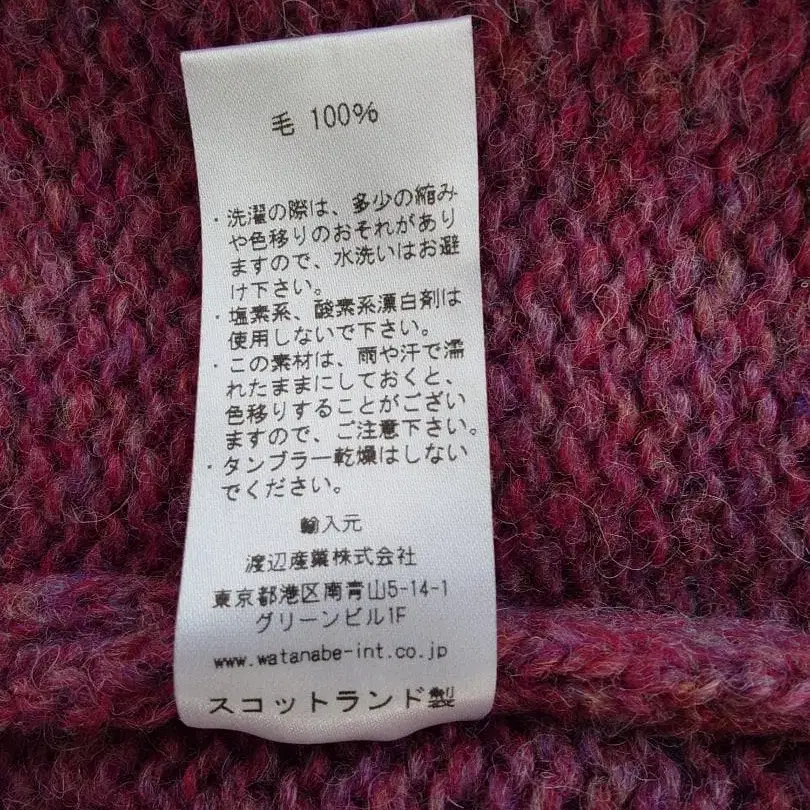 毛 100%
・洗濯の際は、多少の縮み
や色移りのおそれがあり
ますので、水洗いはお避
け下さい。
・塩素系、酸素系漂白剤は
使用しないで下さい。
・この素材は、雨や汗で濡
れたままにしておくと、
色移りすることがござい
ますので、ご注意下さい。
・タンブラー乾燥はしない
でください。
輸入元
渡辺産業株式会社
東京都港区南青山5-14-1
グリーンビル1F
www.watanabe-int.co.jp
スコットランド製